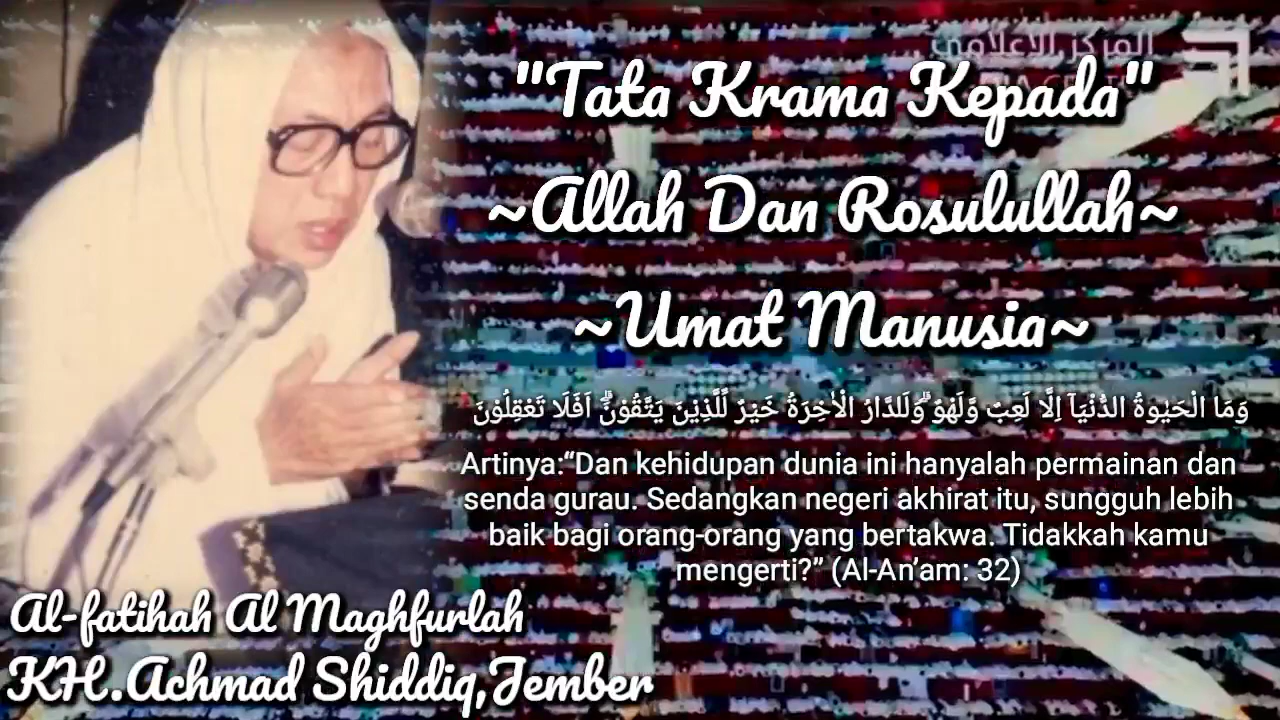 المركز الاعلامي
"Tata Krama Kepada"
~Allah Dan Rosulullah~
~Umat Manusia~
وَمَا الْحَيٰوةُ الدُّنْيَآ اِلَّا لَعِبٌ وَّلَهْوٌ ۗوَلَلدَّارُ الْاٰخِرَةُ خَيْرٌ لِّلَّذِيْنَ يَتَّقُوْنَۗ اَفَلَا تَعْقِلُوْنَ
Artinya:“Dan kehidupan dunia ini hanyalah permainan dan
senda gurau. Sedangkan negeri akhirat itu, sungguh lebih
baik bagi orang-orang yang bertakwa. Tidakkah kamu
mengerti?” (Al-An’am: 32)
Al-fatihah Al Maghfurlah
KH.Achmad Shiddiq,Jember